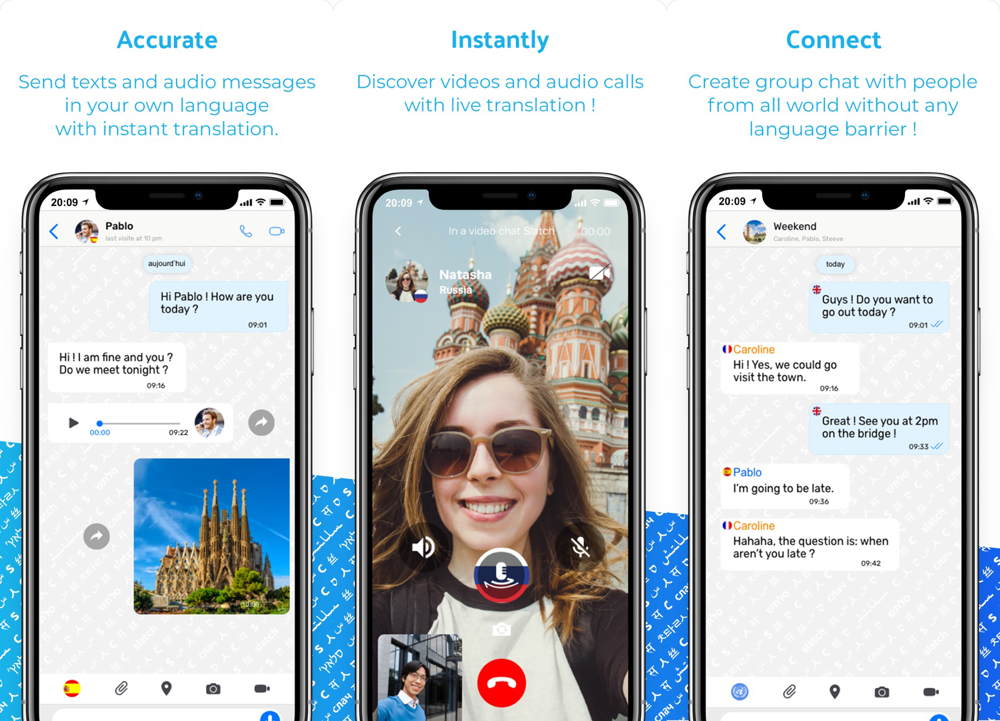 Accurate
Send texts and audio messages
in your own language
with instant translation.
20:09
Pablo
last visite at 10 pm
aujourd'hui
Hi Pablo ! How are you
today ?
09:01
Hi ! I am fine and you ?
Do we meet tonight ?
09:16
00:00
09:22
10:06
Instantly
Discover videos and audio calls
with live translation !
20:09
In a video chat Slatch
00:00
Natasha
Russia
Connect
Create group chat with people
from all world without any
language barrier !
20:09
Weekend
Caroline, Pablo, Steeve
today
Guys ! Do you want to
go out today ?
09:01
Caroline
Hi ! Yes, we could go
visit the town.
09:16
Great ! See you at 2pm
on the bridge !
09:33
Pablo
I'm going to be late.
09:36
Caroline
Hahaha, the question is: when
aren't you late ?
09:42